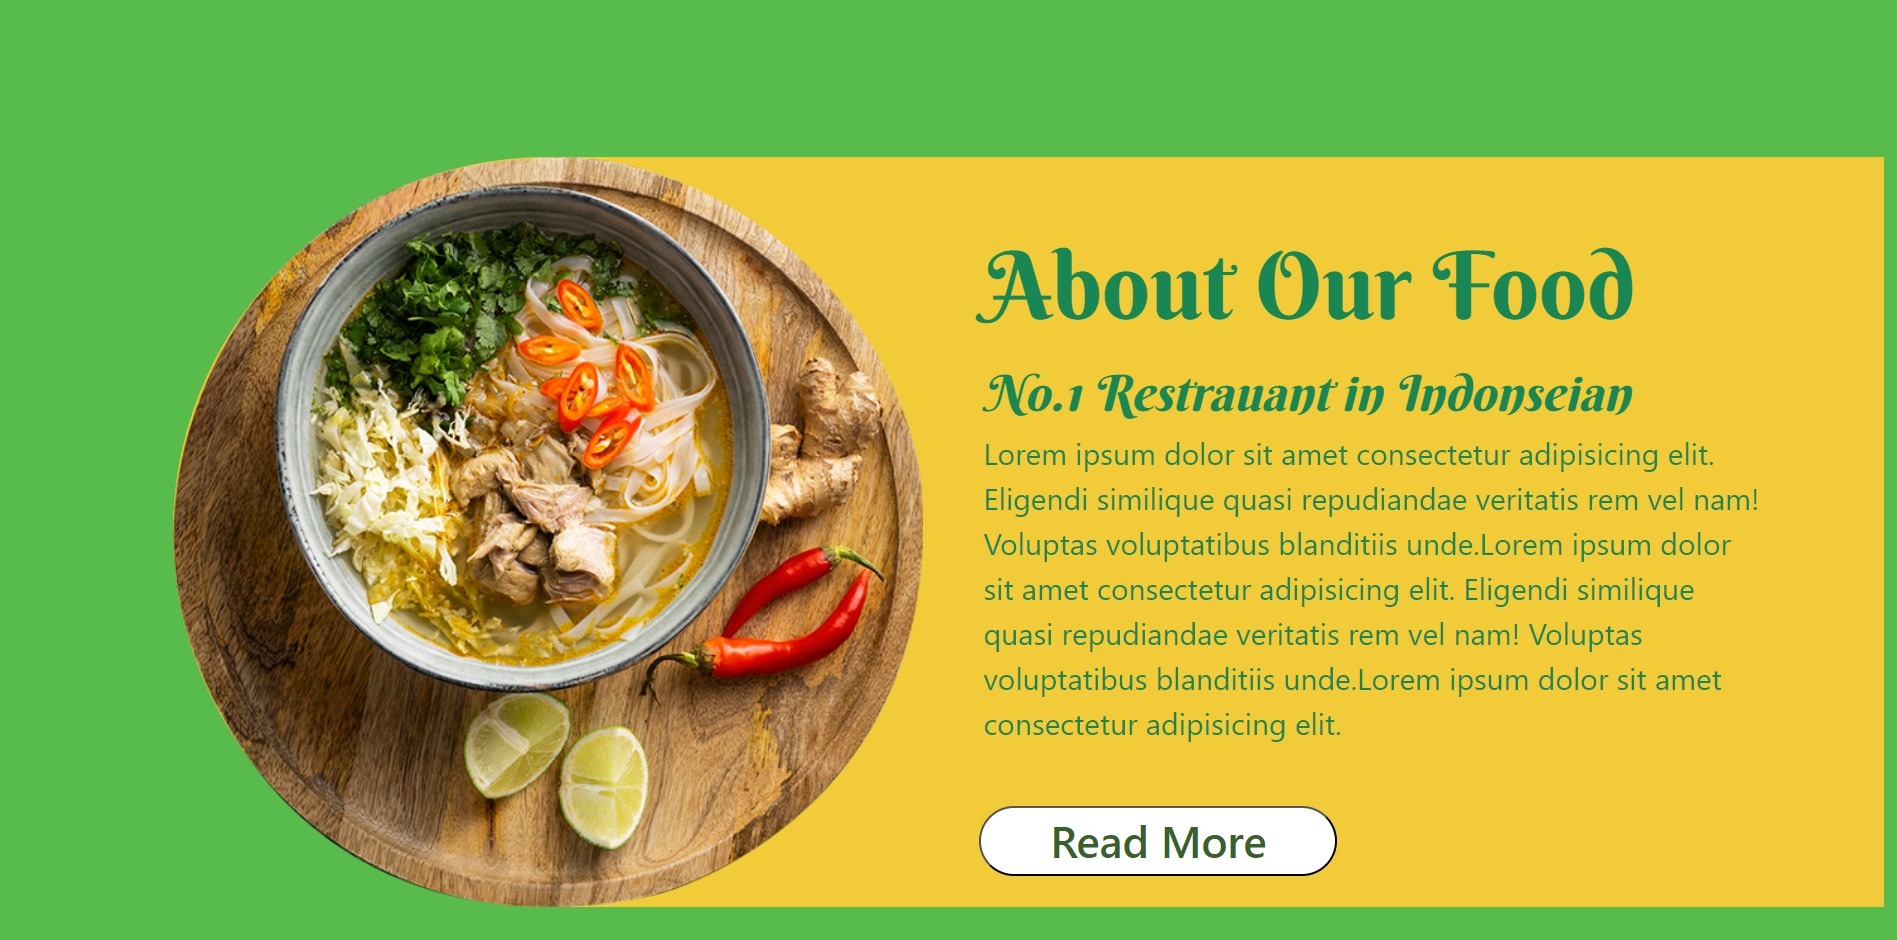 About Our Food
No.1 Restrauant in Indonseian
Lorem ipsum dolor sit amet consectetur adipisicing elit.
Eligendi similique quasi repudiandae veritatis rem vel nam!
Voluptas voluptatibus blanditiis unde.Lorem ipsum dolor
sit amet consectetur adipisicing elit. Eligendi similique
quasi repudiandae veritatis rem vel nam! Voluptas
voluptatibus blanditiis unde.Lorem ipsum dolor sit amet
consectetur adipisicing elit.
Read More